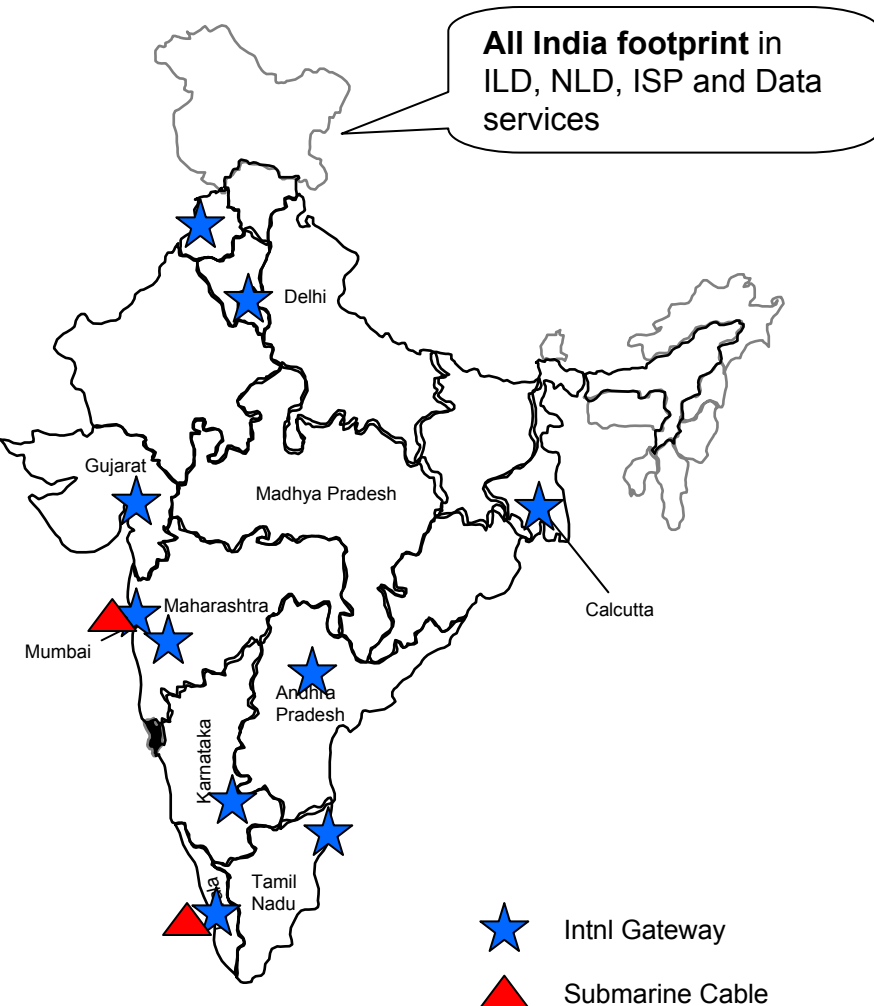 All India footprint in
ILD, NLD, ISP and Data
services
Delhi
Gujarat
Madhya Pradesh
Maharashtra
Calcutta
Mumbai
Andhra
Pradesh
Karnataka
Tamil
Nadu
Intnl Gateway
Submarine Cable